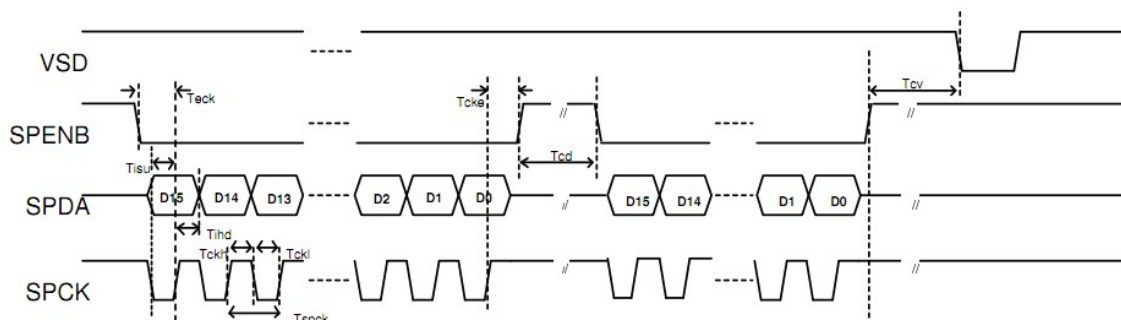 VSD
Tcv
Teck
Tcke
SPENB
Tcd
Tisu
SPDA
D15 D14 D13 D2 D1 D0 D15 D14 D1 D0
Tihd
Tckh Tckl
SPCK
Tspck